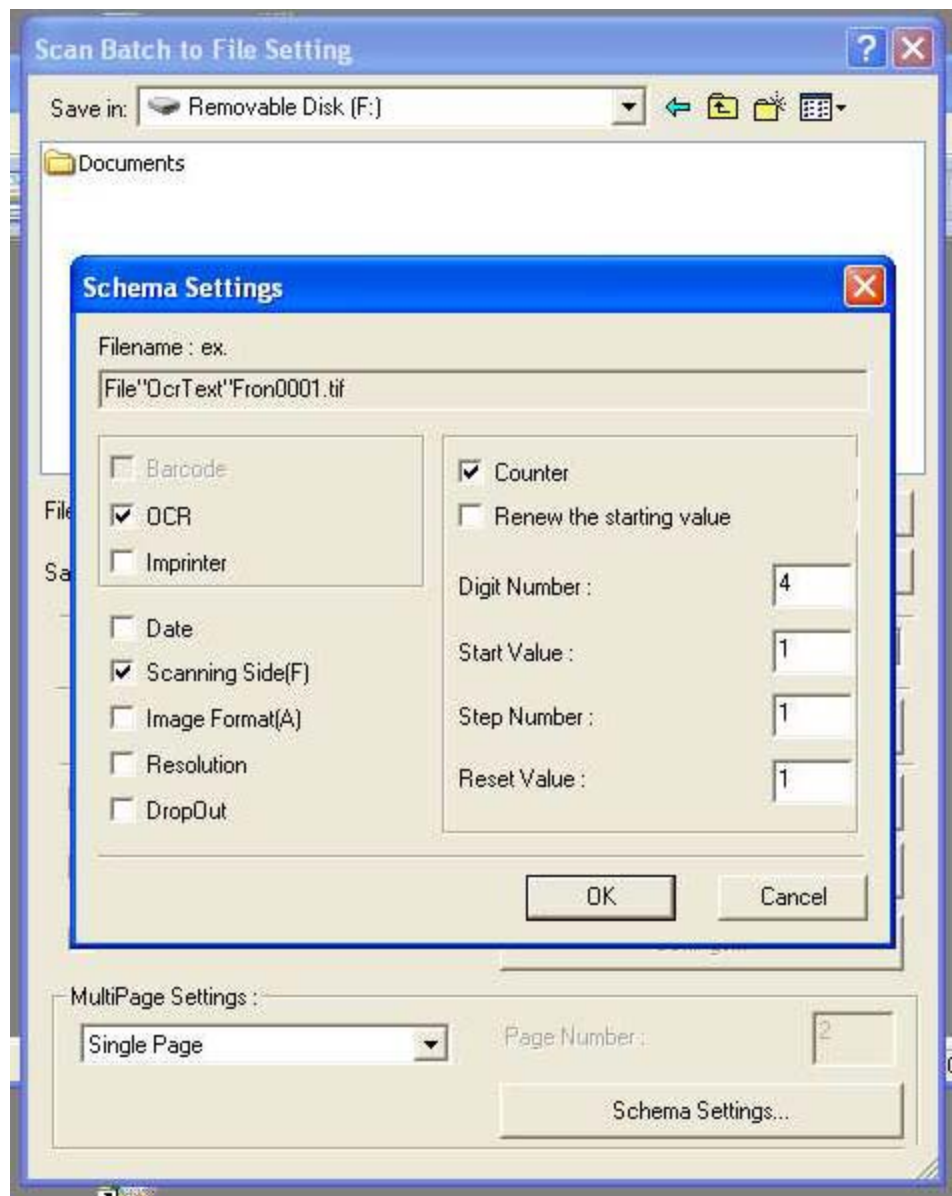 Scan Batch to File Setting
Save in: Removable Disk (F:)
Documents
Schema Settings
Filename : ex.
File"OcrText"Fron0001.tif
Barcode
OCR
Imprinter
Date
Scanning Side(F)
Image Format(A)
Resolution
DropOut
Counter
Renew the starting value
Digit Number : 4
Start Value : 1
Step Number : 1
Reset Value : 1
OK Cancel
File
Sa
MultiPage Settings :
Single Page
Page Number : 2
Schema Settings...